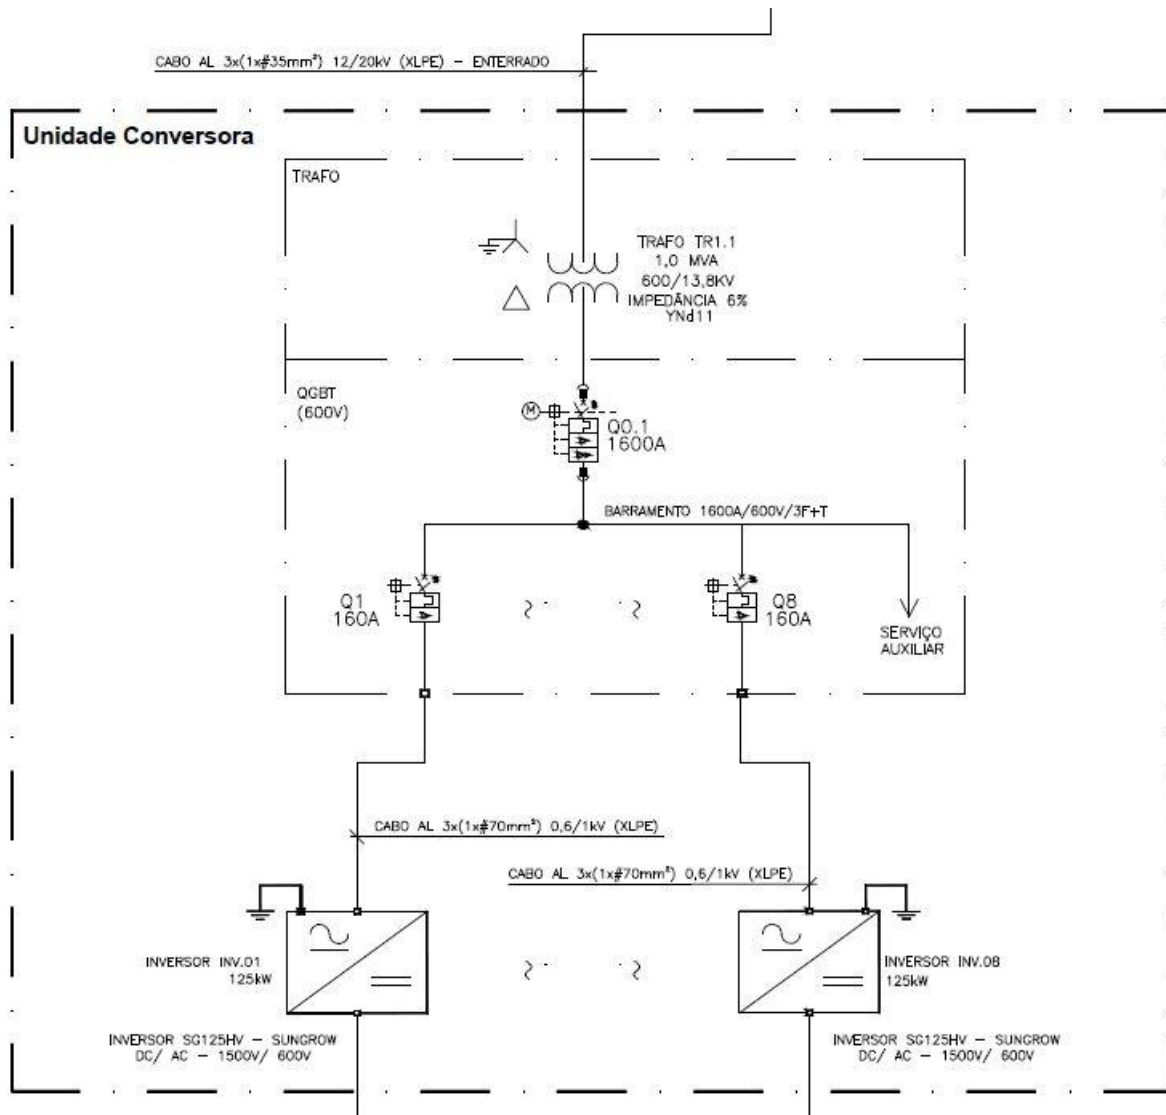 CABO AL 3x(1x#35mm²) 12/20kV (XLPE) – ENTERRADO
Unidade Conversora
TRAFO
TRAFO TR1.1
1,0 MVA
600/13,8KV
IMPEDÂNCIA 6%
YNd11
QGBT
(600V)
M
Q0.1
1600A
BARRAMENTO 1600A/600V/3F+T
Q1
160A
Q8
160A
SERVIÇO
AUXILIAR
CABO AL 3x(1x#70mm²) 0,6/1kV (XLPE)
CABO AL 3x(1x#70mm²) 0,6/1kV (XLPE)
INVERSOR INV.01
125kW
INVERSOR INV.08
125kW
INVERSOR SG125HV – SUNGROW
DC/ AC – 1500V/ 600V
INVERSOR SG125HV – SUNGROW
DC/ AC – 1500V/ 600V